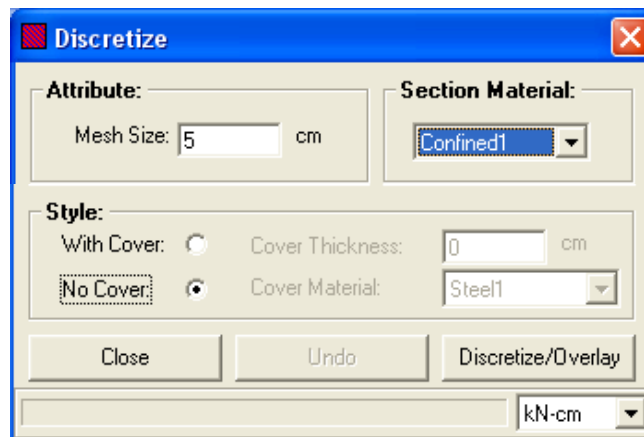 Discretize
Attribute:
Mesh Size: 5 cm
Section Material:
Confined1
Style:
With Cover: Cover Thickness: 0 cm
No Cover: Cover Material: Steel1
Close Undo Discretize/Overlay
kN-cm